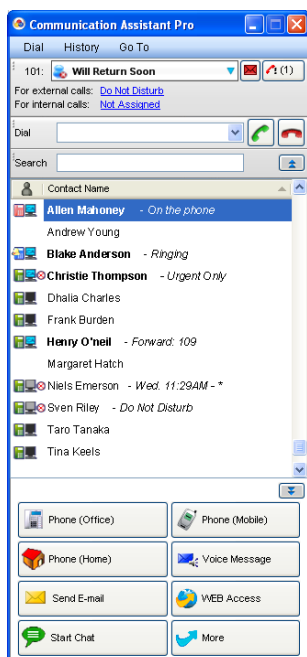 Communication Assistant Pro
Dial History Go To
101: Will Return Soon (1)
For external calls: Do Not Disturb
For internal calls: Not Assigned
Dial
Search
Contact Name
Allen Mahoney - On the phone
Andrew Young
Blake Anderson - Ringing
Christie Thompson - Urgent Only
Dhalia Charles
Frank Burden
Henry O'neil - Forward: 109
Margaret Hatch
Niels Emerson - Wed. 11:29AM - *
Sven Riley - Do Not Disturb
Taro Tanaka
Tina Keels
Phone (Office) Phone (Mobile)
Phone (Home) Voice Message
Send E-mail WEB Access
Start Chat More